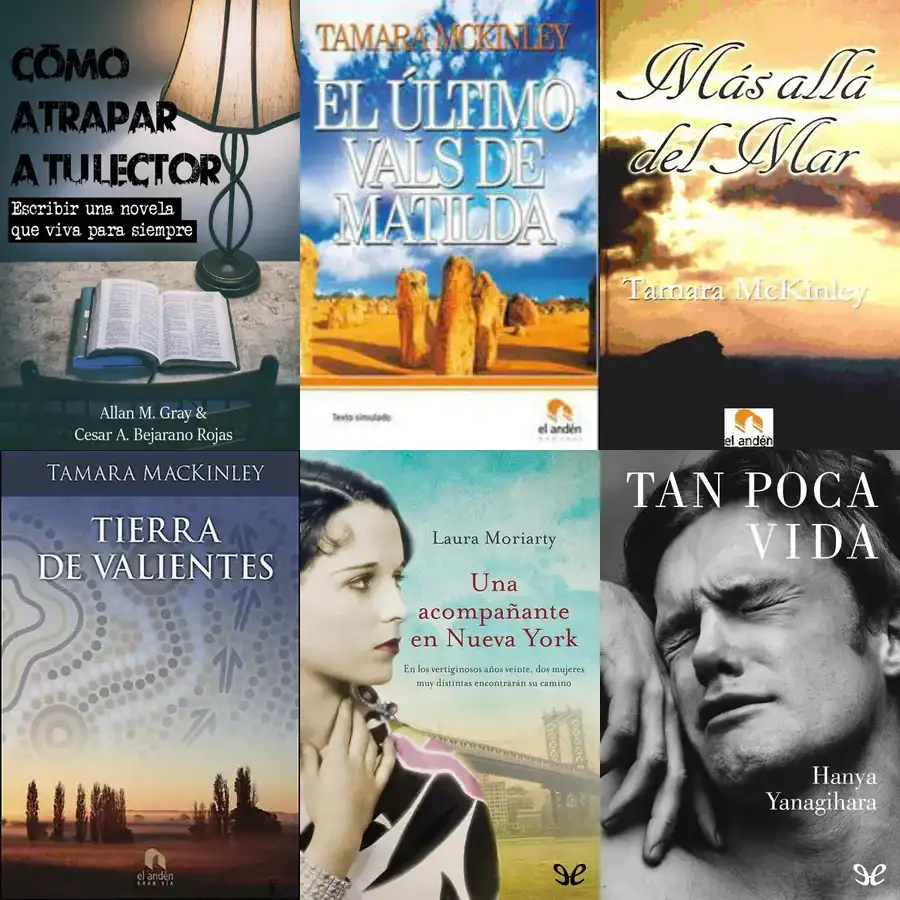 CÓMO
ATRAPAR
A TU LECTOR
Escribir una novela
que viva para siempre
Allan M. Gray &
Cesar A. Bejarano Rojas
TAMARA MCKINLEY
EL ÚLTIMO
VALS DE
MATILDA
Texto simulado
el andén
Más allá
del Mar
Tamara McKinley
el andén
TAMARA MACKINLEY
TIERRA
DE VALIENTES
el andén
GRAN VÍA
Laura Moriarty
Una
acompañante
en Nueva York
En los vertiginosos años veinte, dos mujeres
muy distintas encontrarán su camino
TAN POCA
VIDA
Hanya
Yanagihara